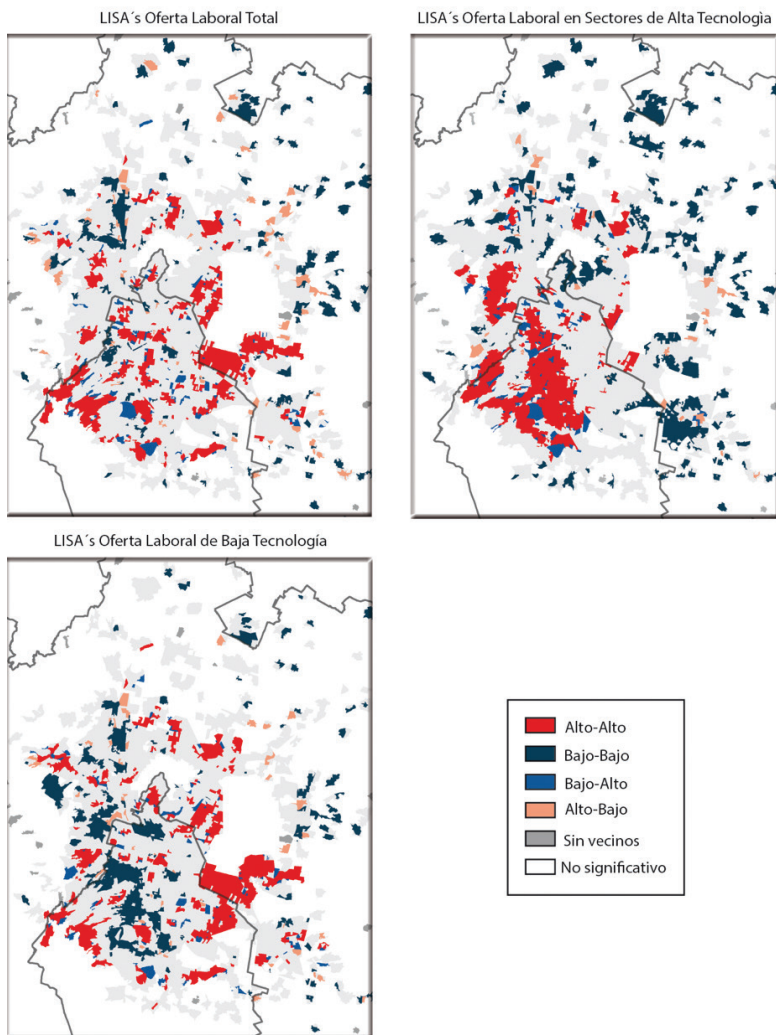 LISA´s Oferta Laboral Total
LISA´s Oferta Laboral en Sectores de Alta Tecnologìa
LISA´s Oferta Laboral de Baja Tecnología
Alto-Alto
Bajo-Bajo
Bajo-Alto
Alto-Bajo
Sin vecinos
No significativo